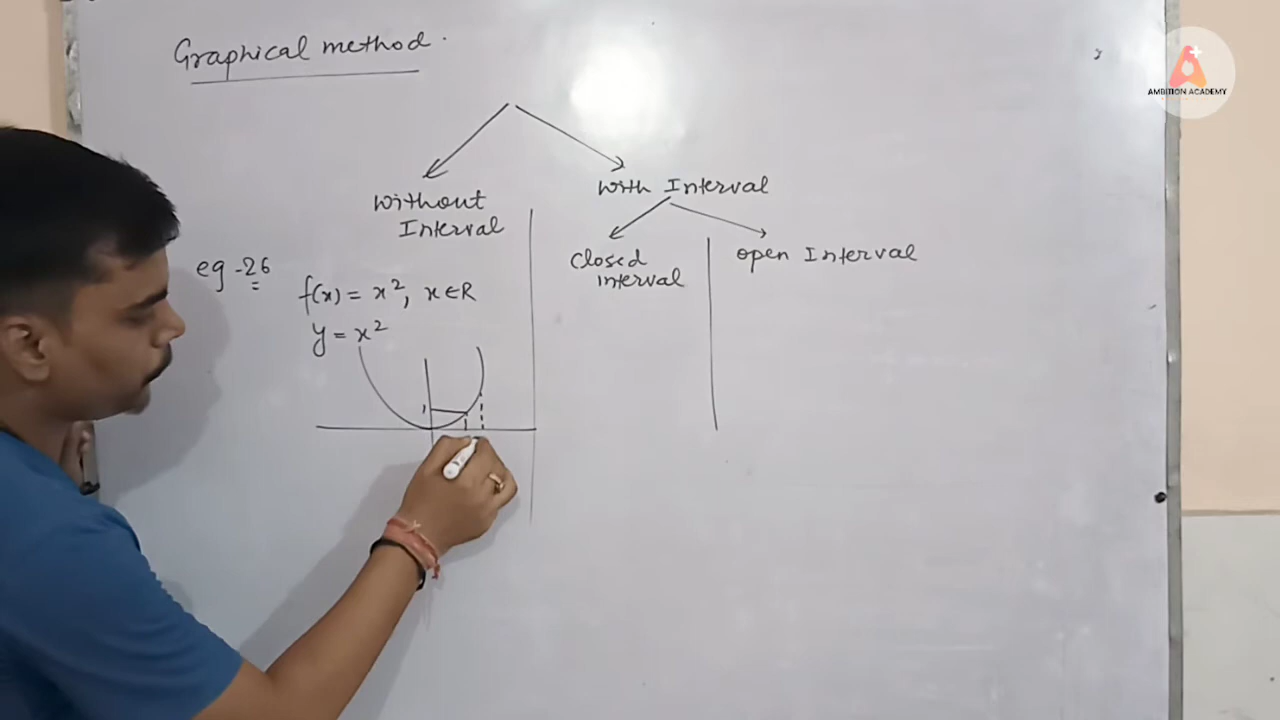 Graphical method.
AMBITION ACADEMY
Without
Interval
With Interval
Closed
interval
open Interval
eg - 26
f(x) = x², x ∈ R
y = x²
1